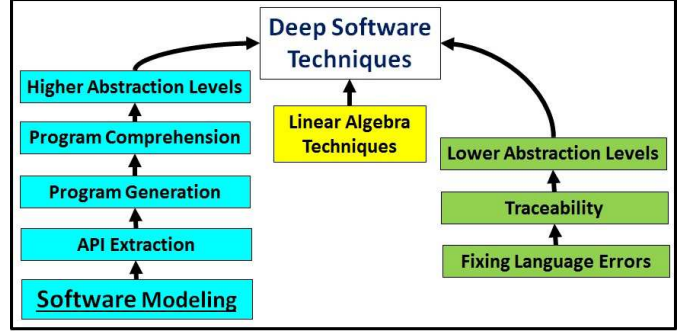 Deep Software
Techniques
Higher Abstraction Levels
Program Comprehension
Program Generation
API Extraction
Software Modeling
Linear Algebra
Techniques
Lower Abstraction Levels
Traceability
Fixing Language Errors